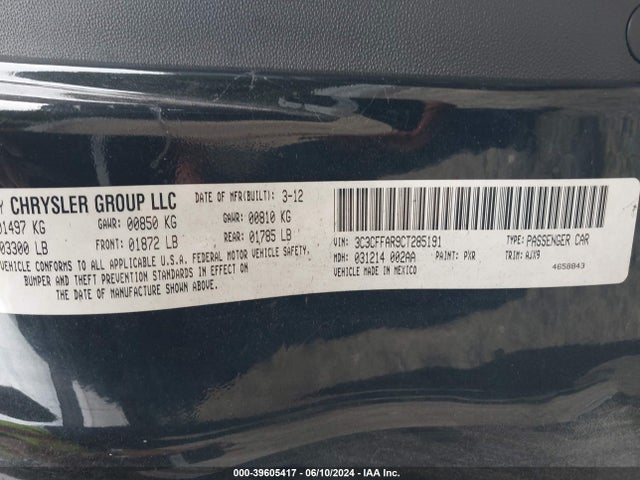 Y CHRYSLER GROUP LLC DATE OF MFR(BUILT): 3-12
01497 KG GAWR: 00850 KG GAWR: 00810 KG
03300 LB FRONT: 01872 LB REAR: 01785 LB
VEHICLE CONFORMS TO ALL APPLICABLE U.S.A. FEDERAL MOTOR VEHICLE SAFETY,
BUMPER AND THEFT PREVENTION STANDARDS IN EFFECT ON
THE DATE OF MANUFACTURE SHOWN ABOVE.
VIN: 3C3CFFAR9CT285191 TYPE: PASSENGER CAR
MDH: 031214 002AA PAINT: PXR TRIM: AJX9
VEHICLE MADE IN MEXICO 4658843
000-39605417 - 06/10/2024 - IAA Inc.